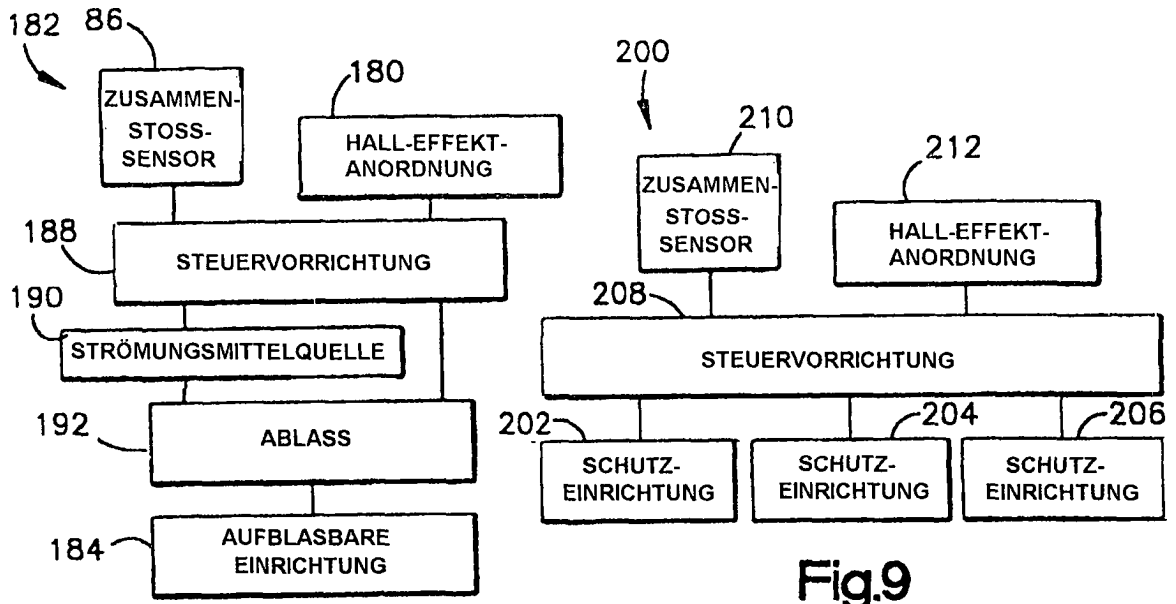 182
86
ZUSAMMEN-
STOSS-
SENSOR
180
HALL-EFFEKT-
ANORDNUNG
188
STEUERVORRICHTUNG
190
STRÖMUNGSMITTELQUELLE
192
ABLASS
184
AUFBLASBARE
EINRICHTUNG
200
210
ZUSAMMEN-
STOSS-
SENSOR
212
HALL-EFFEKT-
ANORDNUNG
208
STEUERVORRICHTUNG
202
SCHUTZ-
EINRICHTUNG
204
SCHUTZ-
EINRICHTUNG
206
SCHUTZ-
EINRICHTUNG
Fig.9